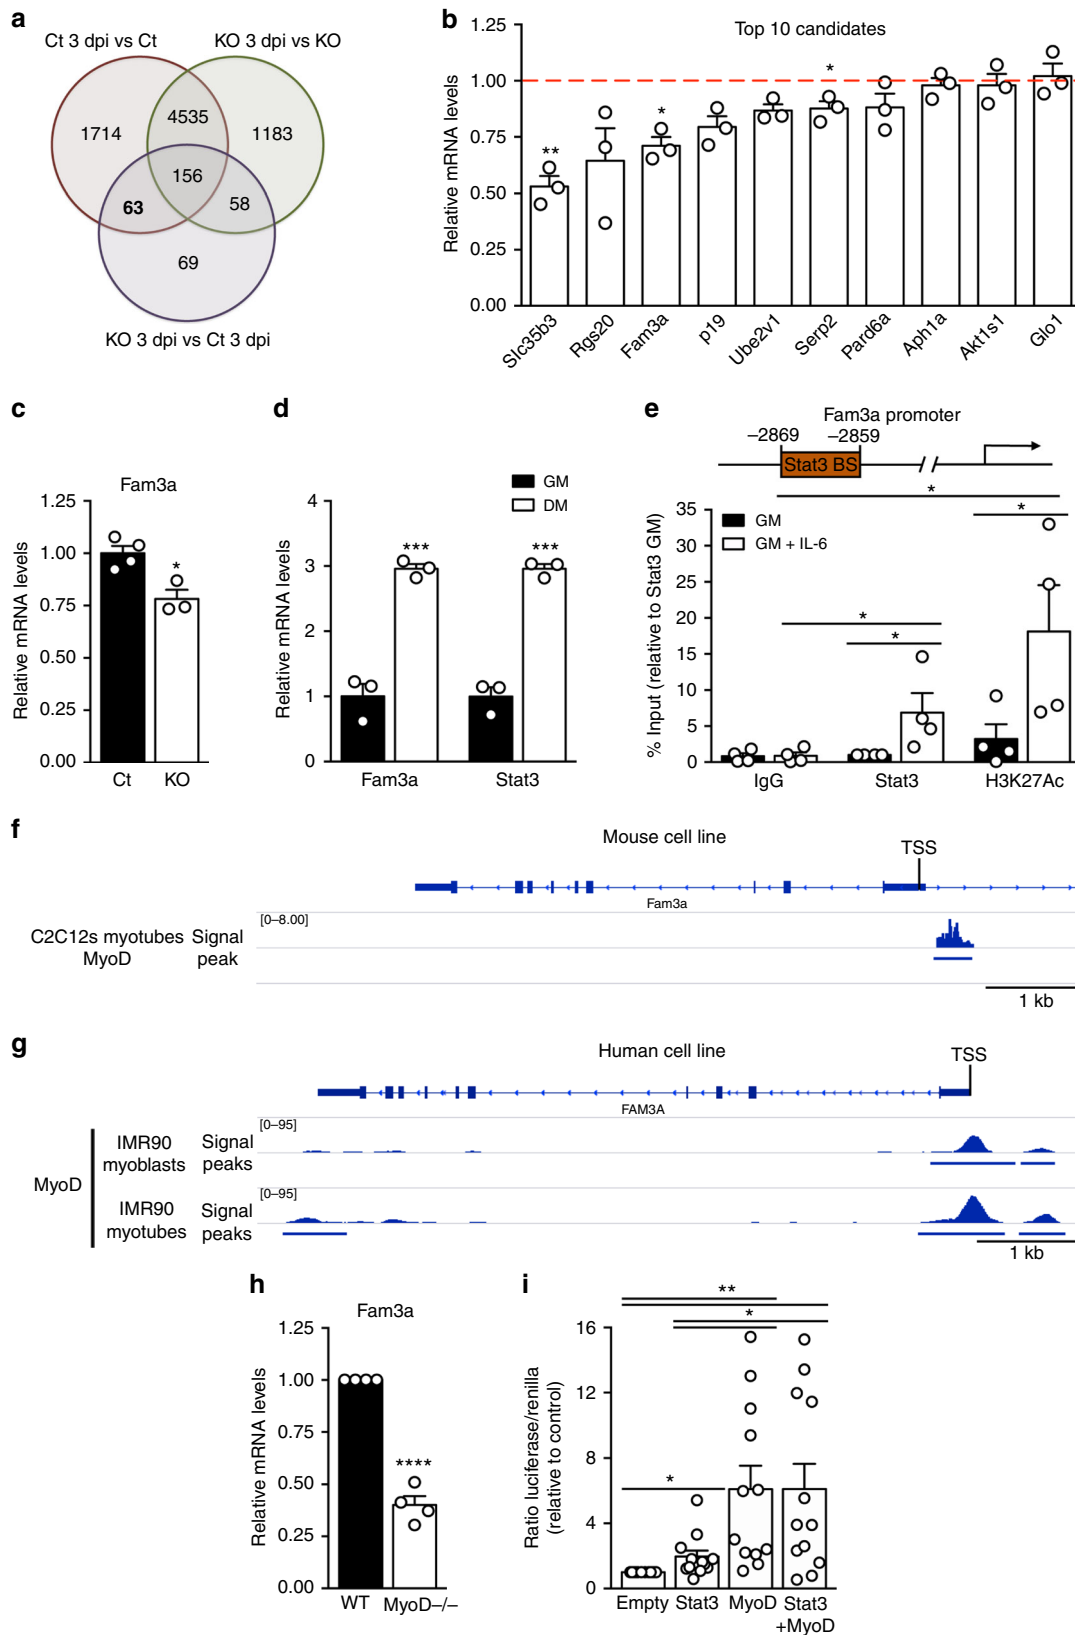 a
Ct 3 dpi vs Ct
KO 3 dpi vs KO
1714
4535
1183
156
63
58
69
KO 3 dpi vs Ct 3 dpi
b
Top 10 candidates
Relative mRNA levels
1.25
1.00
0.75
0.50
0.25
0.00
**
*
*
Slc35b3
Rgs20
Fam3a
p19
Ube2v1
Serp2
Pard6a
Aph1a
Akt1s1
Glo1
c
Fam3a
Relative mRNA levels
1.25
1.00
0.75
0.50
0.25
0.00
*
Ct
KO
d
GM
DM
Relative mRNA levels
4
3
2
1
0
***
***
Fam3a
Stat3
e
Fam3a promoter
–2869
–2859
Stat3 BS
GM
GM + IL-6
% Input (relative to Stat3 GM)
35
30
25
20
15
10
5
0
*
*
*
*
IgG
Stat3
H3K27Ac
f
Mouse cell line
TSS
Fam3a
[0–8.00]
C2C12s myotubes
MyoD
Signal
peak
1 kb
g
Human cell line
TSS
FAM3A
MyoD
IMR90
myoblasts
Signal
peaks
[0–95]
IMR90
myotubes
Signal
peaks
[0–95]
1 kb
h
Fam3a
Relative mRNA levels
1.25
1.00
0.75
0.50
0.25
0.00
****
WT
MyoD–/–
i
Ratio luciferase/renilla
(relative to control)
16
12
8
4
0
**
*
*
Empty
Stat3
MyoD
Stat3
+MyoD